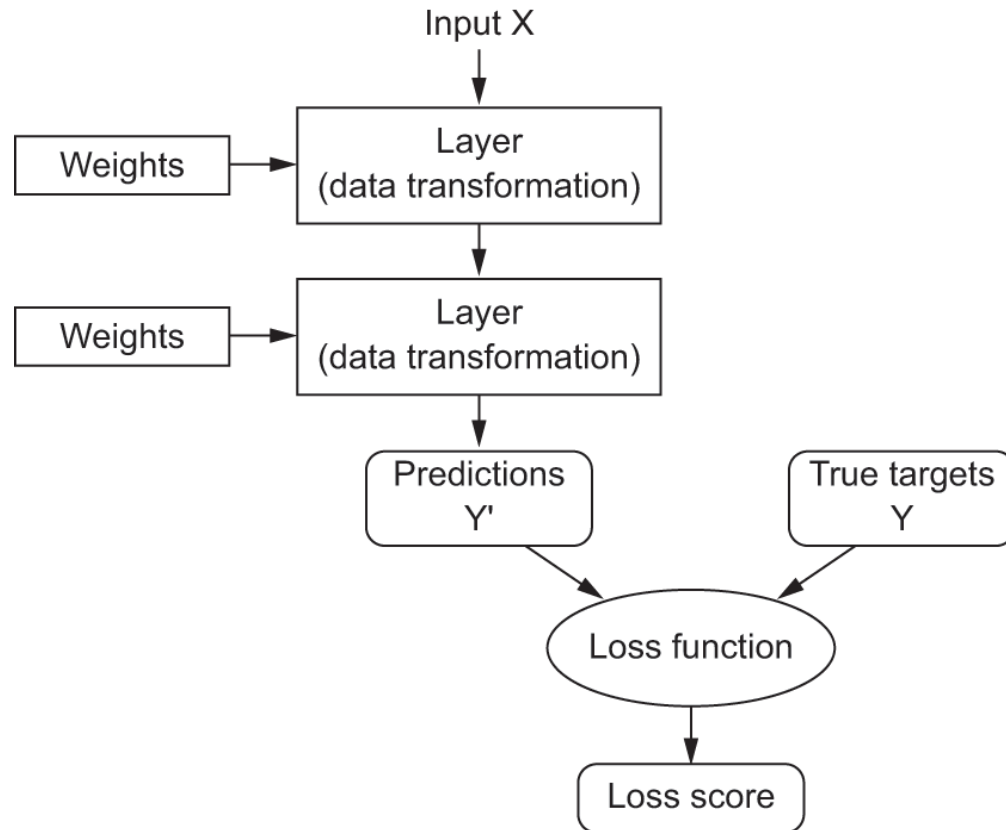 Input X
Weights
Layer
(data transformation)
Weights
Layer
(data transformation)
Predictions
Y'
True targets
Y
Loss function
Loss score